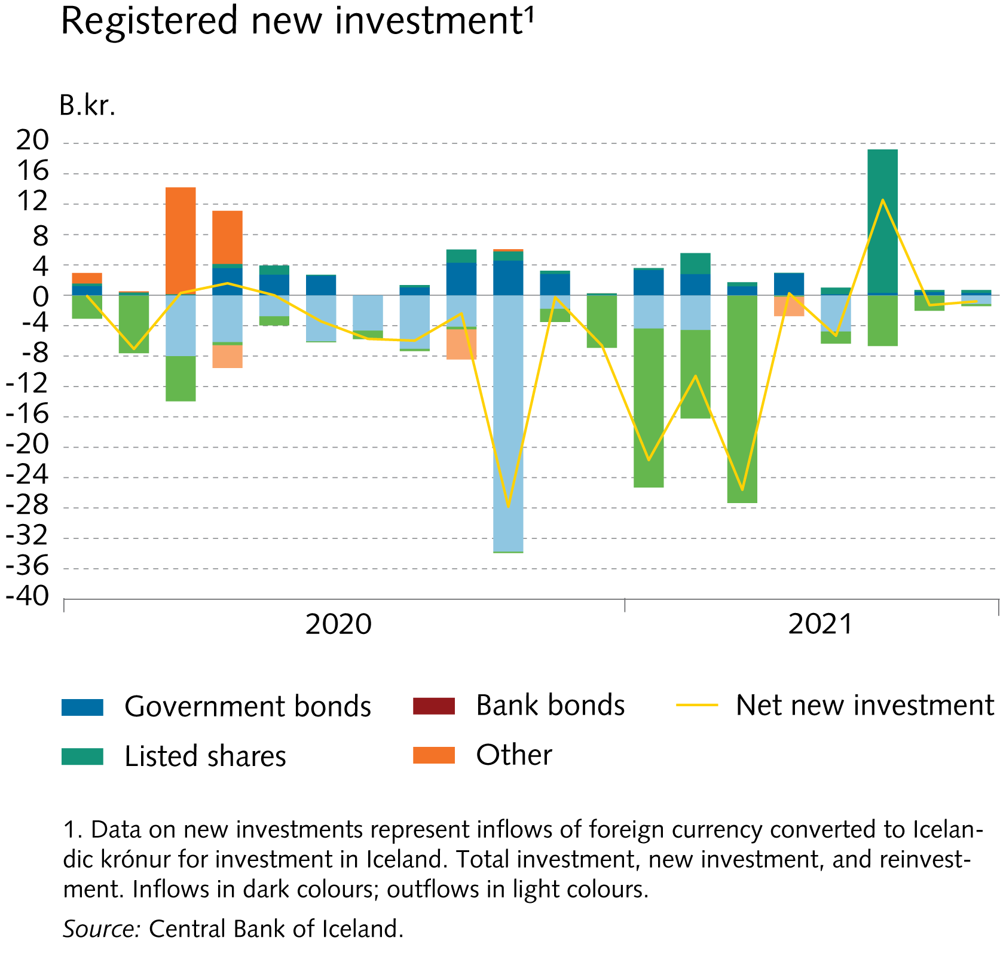 Registered new investment¹
B.kr.
20
16
12
8
4
0
-4
-8
-12
-16
-20
-24
-28
-32
-36
-40
2020 2021
Government bonds Bank bonds Net new investment
Listed shares Other
1. Data on new investments represent inflows of foreign currency converted to Icelan-
dic krónur for investment in Iceland. Total investment, new investment, and reinvest-
ment. Inflows in dark colours; outflows in light colours.
Source: Central Bank of Iceland.